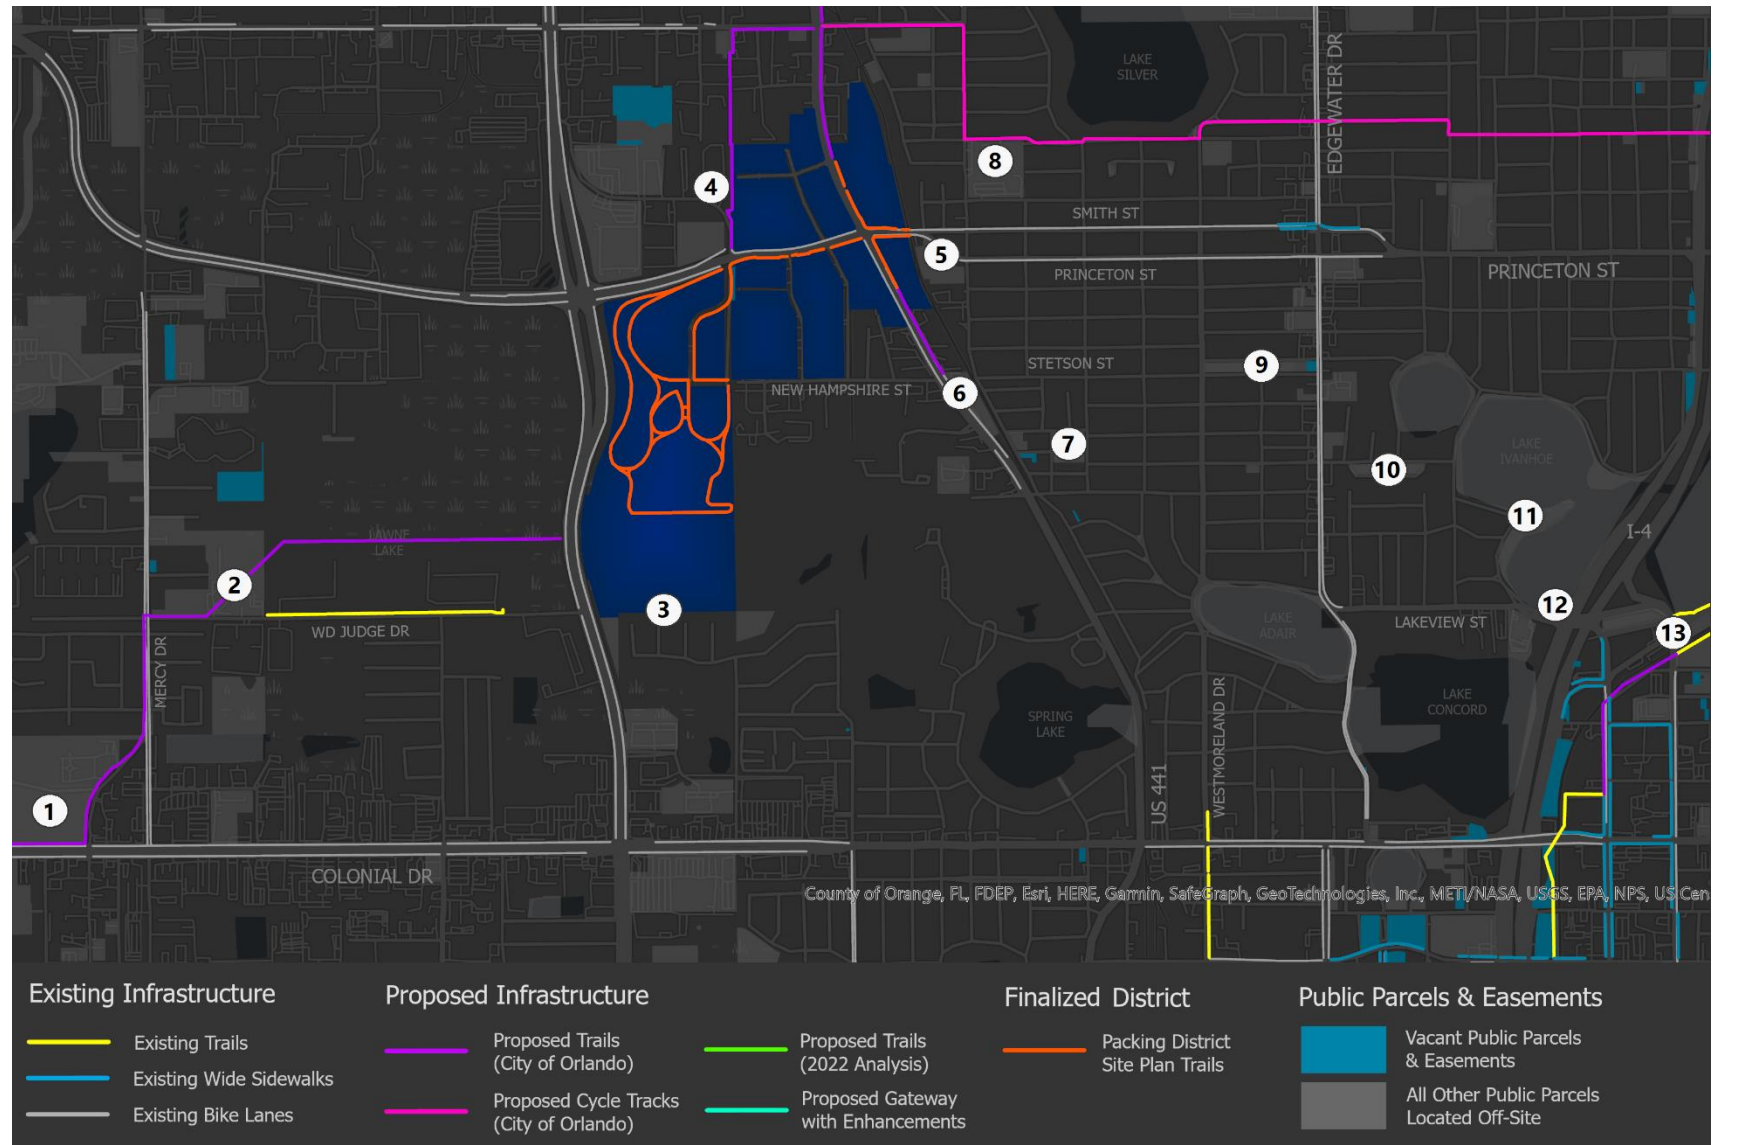 LAKE
SILVER
EDGEWATER DR
8
4
SMITH ST
5
PRINCETON ST
PRINCETON ST
STETSON ST
9
NEW HAMPSHIRE ST
6
7
LAKE
IVANHOE
10
11
I-4
LAWNE
LAKE
2
3
12
WD JUDGE DR
LAKE
ADAIR
LAKEVIEW ST
13
MERCY DR
SPRING
LAKE
WESTMORELAND DR
LAKE
CONCORD
US 441
1
COLONIAL DR
County of Orange, FL, FDEP, Esri, HERE, Garmin, SafeGraph, GeoTechnologies, Inc., METI/NASA, USGS, EPA, NPS, US Cen
Existing Infrastructure
Existing Trails
Existing Wide Sidewalks
Existing Bike Lanes
Proposed Infrastructure
Proposed Trails
(City of Orlando)
Proposed Cycle Tracks
(City of Orlando)
Proposed Trails
(2022 Analysis)
Proposed Gateway
with Enhancements
Finalized District
Packing District
Site Plan Trails
Public Parcels & Easements
Vacant Public Parcels
& Easements
All Other Public Parcels
Located Off-Site